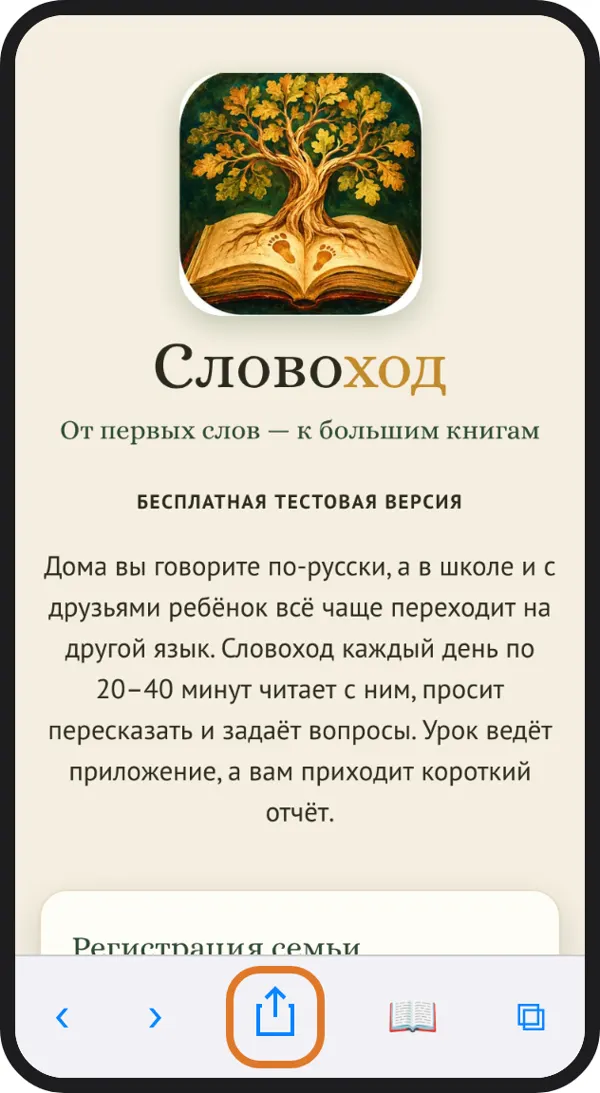 Словоход
От первых слов — к большим книгам
БЕСПЛАТНАЯ ТЕСТОВАЯ ВЕРСИЯ
Дома вы говорите по-русски, а в школе и с
друзьями ребёнок всё чаще переходит на
другой язык. Словоход каждый день по
20–40 минут читает с ним, просит
пересказать и задаёт вопросы. Урок ведёт
приложение, а вам приходит короткий
отчёт.
Регистрация семьи